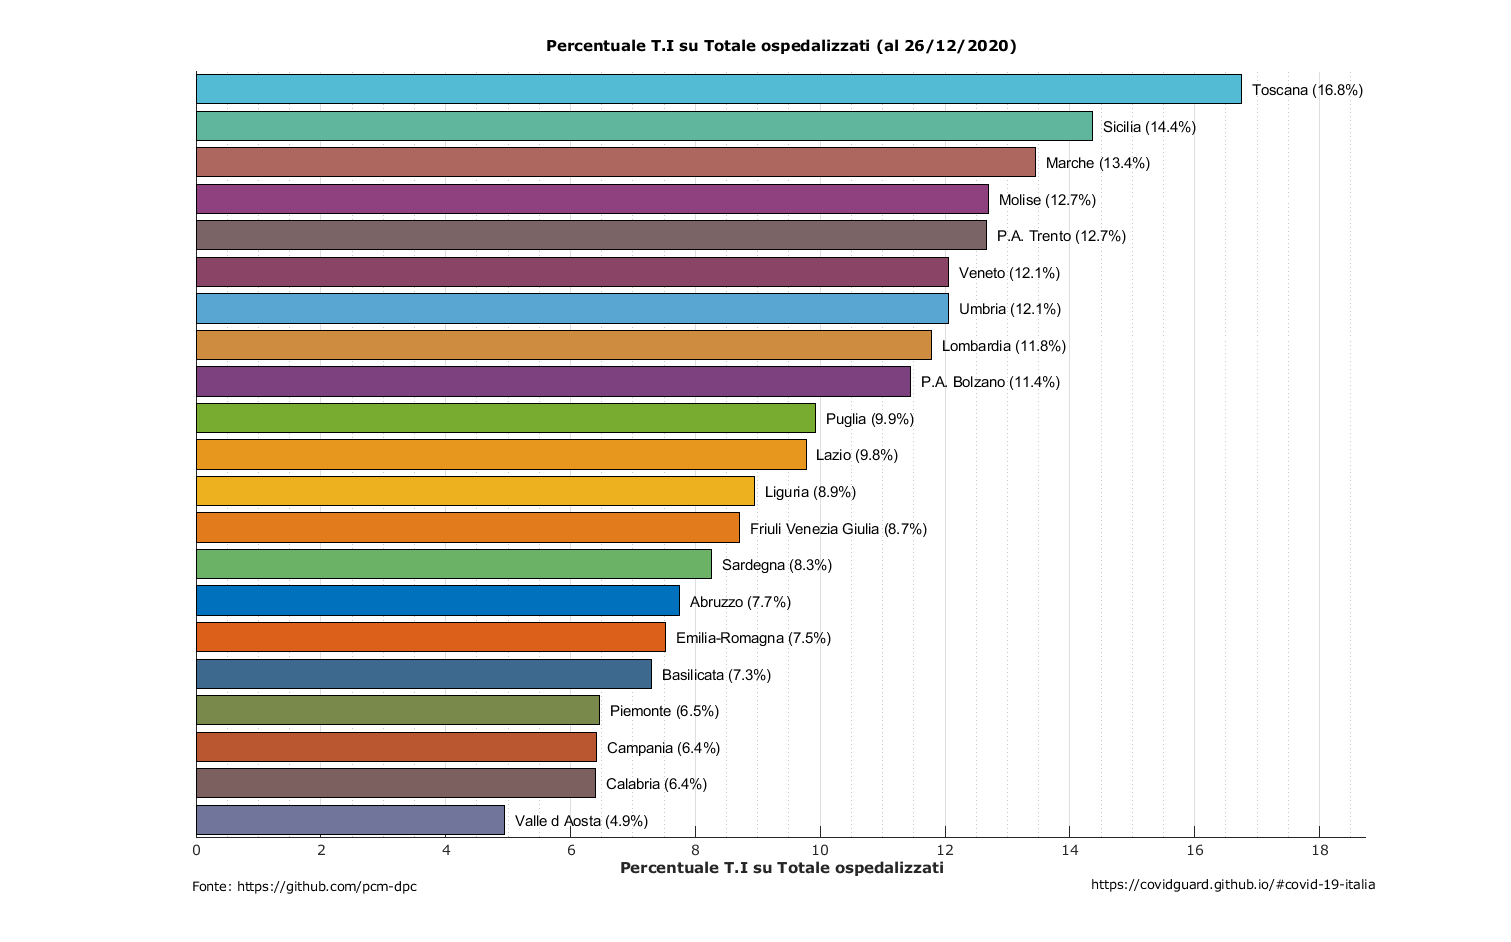 Percentuale T.I su Totale ospedalizzati (al 26/12/2020)
Toscana (16.8%)
Sicilia (14.4%)
Marche (13.4%)
Molise (12.7%)
P.A. Trento (12.7%)
Veneto (12.1%)
Umbria (12.1%)
Lombardia (11.8%)
P.A. Bolzano (11.4%)
Puglia (9.9%)
Lazio (9.8%)
Liguria (8.9%)
Friuli Venezia Giulia (8.7%)
Sardegna (8.3%)
Abruzzo (7.7%)
Emilia-Romagna (7.5%)
Basilicata (7.3%)
Piemonte (6.5%)
Campania (6.4%)
Calabria (6.4%)
Valle d Aosta (4.9%)
0 2 4 6 8 10 12 14 16 18
Percentuale T.I su Totale ospedalizzati
Fonte: https://github.com/pcm-dpc
https://covidguard.github.io/#covid-19-italia